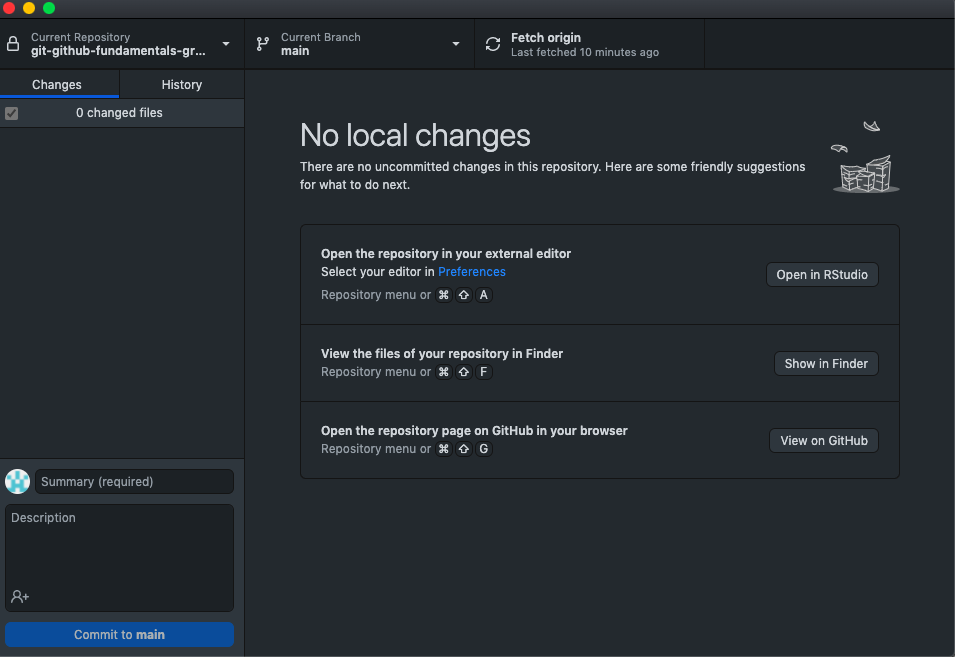 Current Repository
git-github-fundamentals-gr...
Current Branch
main
Fetch origin
Last fetched 10 minutes ago
Changes
History
0 changed files
No local changes
There are no uncommitted changes in this repository. Here are some friendly suggestions
for what to do next.
Open the repository in your external editor
Select your editor in Preferences
Repository menu or ⌘ ⇧ A
Open in RStudio
View the files of your repository in Finder
Repository menu or ⌘ ⇧ F
Show in Finder
Open the repository page on GitHub in your browser
Repository menu or ⌘ ⇧ G
View on GitHub
Summary (required)
Description
Commit to main